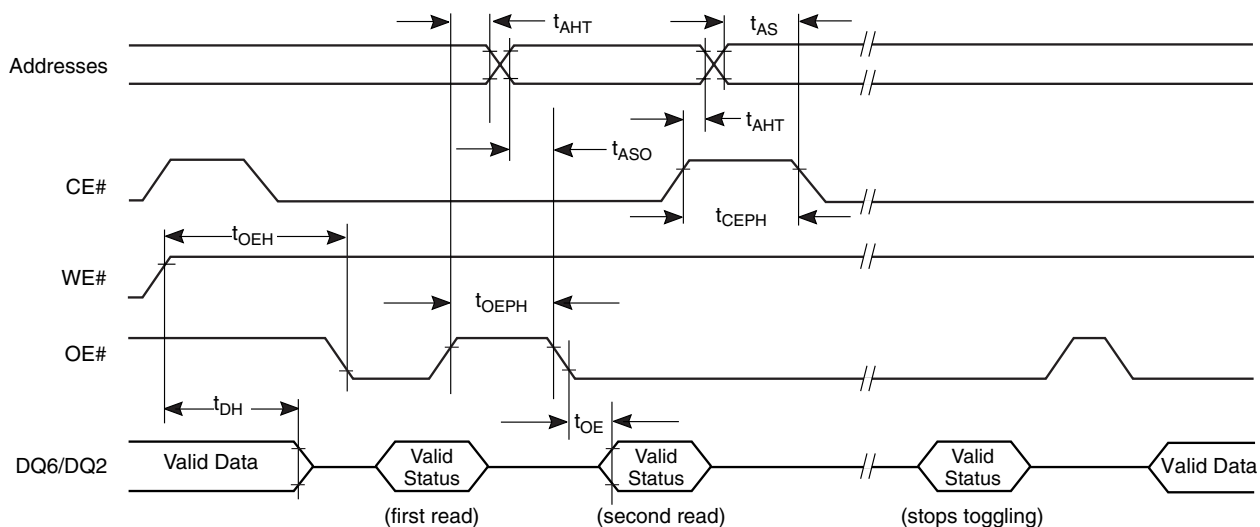 tAHT
tAS
Addresses
tAHT
tASO
CE#
tCEPH
tOEH
WE#
tOEPH
OE#
tDH
tOE
DQ6/DQ2
Valid Data
Valid
Status
Valid
Status
Valid
Status
Valid Data
(first read)
(second read)
(stops toggling)